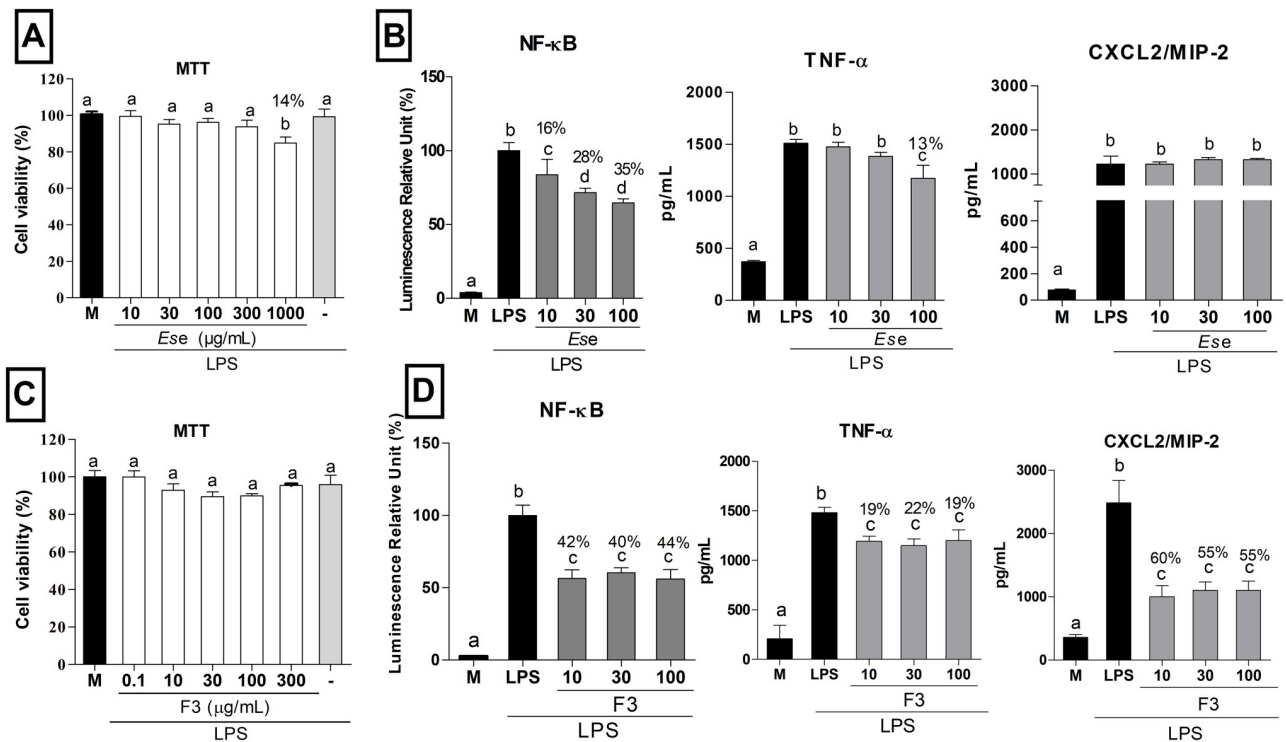 A
MTT
Cell viability (%)
120
100
80
60
40
20
0
a a a a a 14% b a
M 10 30 100 300 1000 -
Ese (µg/mL)
LPS
B
NF-κB
Luminescence Relative Unit (%)
150
100
50
0
a b 16% c 28% d 35% d
M LPS 10 30 100
Ese
LPS
TNF-α
pg/mL
2000
1500
1000
500
0
a b b b 13% c
M LPS 10 30 100
Ese
LPS
CXCL2/MIP-2
pg/mL
3000
2000
1000
600
400
200
0
a b b b b
M LPS 10 30 100
Ese
LPS
C
MTT
Cell viability (%)
120
100
80
60
40
20
0
a a a a a a a
M 0.1 10 30 100 300 -
F3 (µg/mL)
LPS
D
NF-κB
Luminescence Relative Unit (%)
150
100
50
0
a b 42% c 40% c 44% c
M LPS 10 30 100
F3
LPS
TNF-α
pg/mL
2000
1500
1000
500
0
a b 19% c 22% c 19% c
M LPS 10 30 100
F3
LPS
CXCL2/MIP-2
pg/mL
3000
2000
1000
0
a b 60% c 55% c 55% c
M LPS 10 30 100
F3
LPS